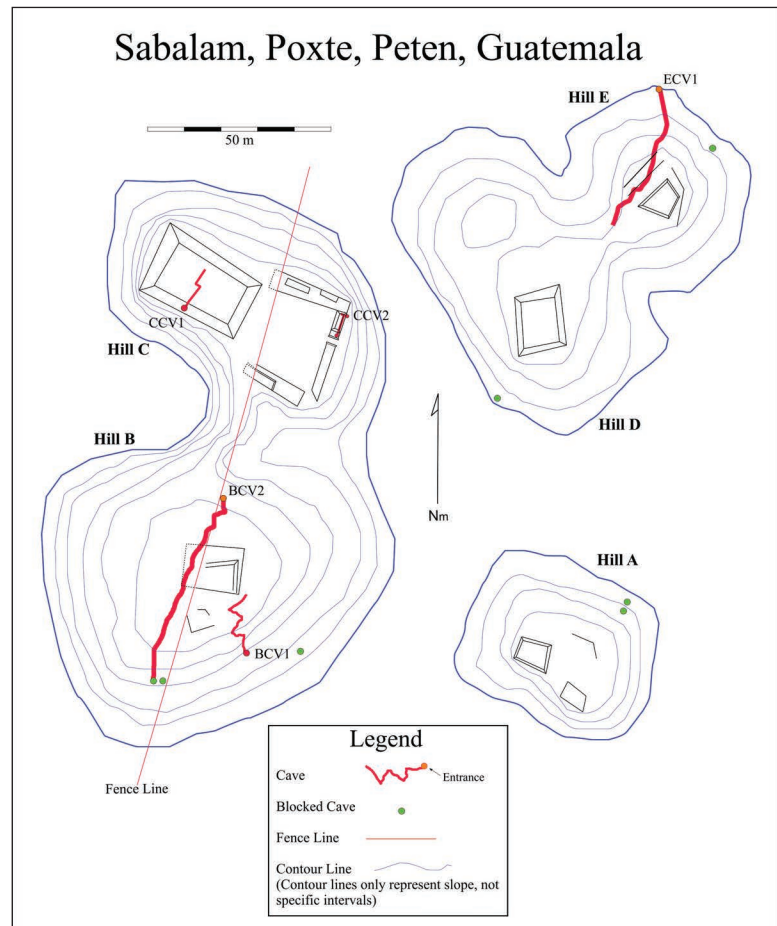 Sabalam, Poxte, Peten, Guatemala
ECV1
Hill E
50 m
CCV1
CCV2
Hill C
Hill D
Hill B
BCV2
Nm
Hill A
BCV1
Fence Line
Legend
Cave
Entrance
Blocked Cave
Fence Line
Contour Line
(Contour lines only represent slope, not
specific intervals)